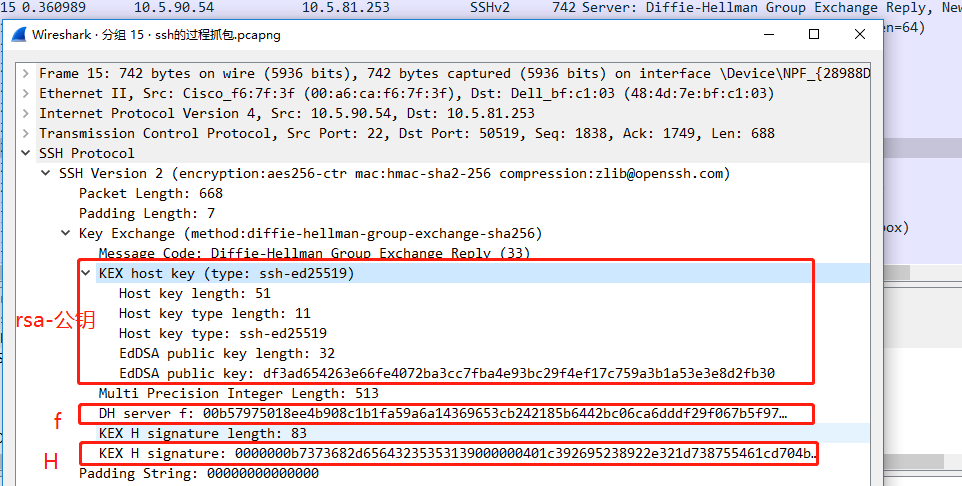 15 0.360989 10.5.90.54 10.5.81.253 SSHv2 742 Server: Diffie-Hellman Group Exchange Reply, New
en=64)
Wireshark · 分组 15 · ssh的过程抓包.pcapng
Frame 15: 742 bytes on wire (5936 bits), 742 bytes captured (5936 bits) on interface \Device\NPF_{28988D
Ethernet II, Src: Cisco_f6:7f:3f (00:a6:ca:f6:7f:3f), Dst: Dell_bf:c1:03 (48:4d:7e:bf:c1:03)
Internet Protocol Version 4, Src: 10.5.90.54, Dst: 10.5.81.253
Transmission Control Protocol, Src Port: 22, Dst Port: 50519, Seq: 1838, Ack: 1749, Len: 688
SSH Protocol
SSH Version 2 (encryption:aes256-ctr mac:hmac-sha2-256 compression:zlib@openssh.com)
Packet Length: 668
Padding Length: 7
box)
Key Exchange (method:diffie-hellman-group-exchange-sha256)
Message Code: Diffie-Hellman Group Exchange Reply (33)
KEX host key (type: ssh-ed25519)
Host key length: 51
Host key type length: 11
rsa-公钥
Host key type: ssh-ed25519
EdDSA public key length: 32
EdDSA public key: df3ad654263e66fe4072ba3cc7fba4e93bc29f4ef17c759a3b1a53e3e8d2fb30
Multi Precision Integer Length: 513
DH server f: 00b57975018ee4b908c1b1fa59a6a14369653cb242185b6442bc06ca6dddf29f067b5f97…
f
KEX H signature length: 83
KEX H signature: 0000000b7373682d6564323535313900000040​1c392695238922e321d738755461cd704b…
H
Padding String: 00000000000000